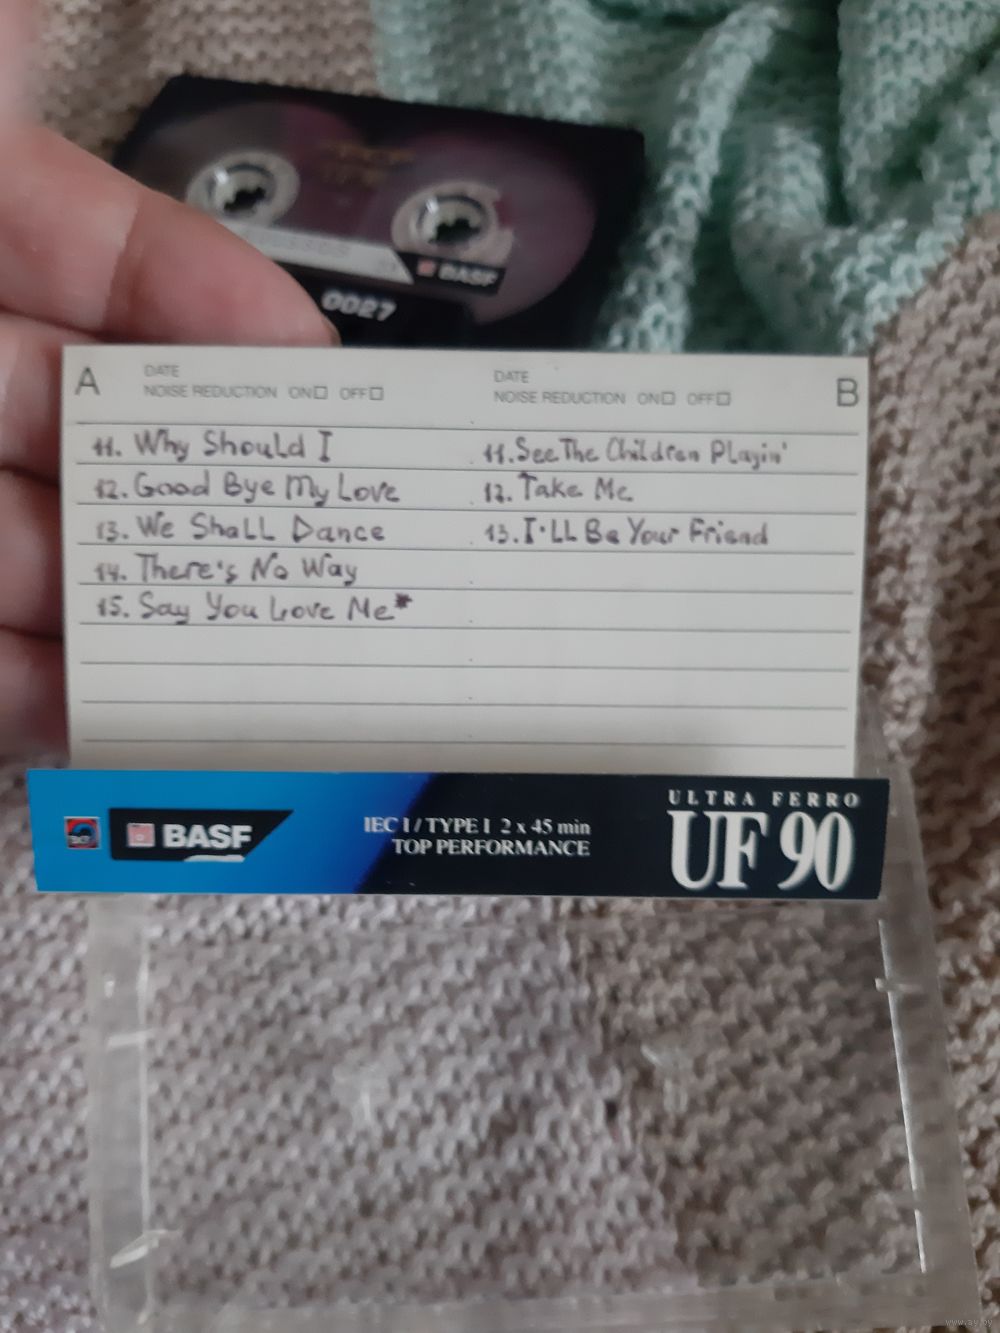 BASF
0027
A
DATE
NOISE REDUCTION ON OFF
11. Why Should I
12. Good Bye My Love
13. We Shall Dance
14. There's No Way
15. Say You Love Me*
DATE
NOISE REDUCTION ON OFF
B
11. See The Children Playin'
12. Take Me
13. I'll Be Your Friend
BASF
IEC I / TYPE I 2 x 45 min
TOP PERFORMANCE
ULTRA FERRO
UF 90
www.ay.by